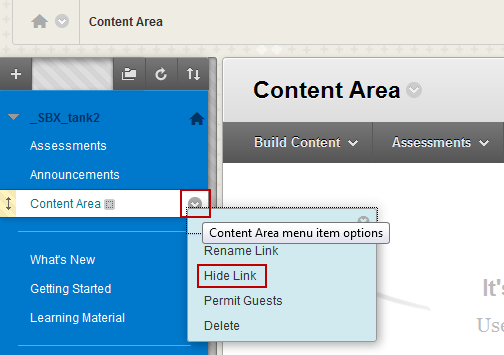 Content Area
_SBX_tank2
Assessments
Announcements
Content Area
What's New
Getting Started
Learning Material
Content Area
Build Content
Assessments
Content Area menu item options
Rename Link
Hide Link
Permit Guests
Delete
It's
Use